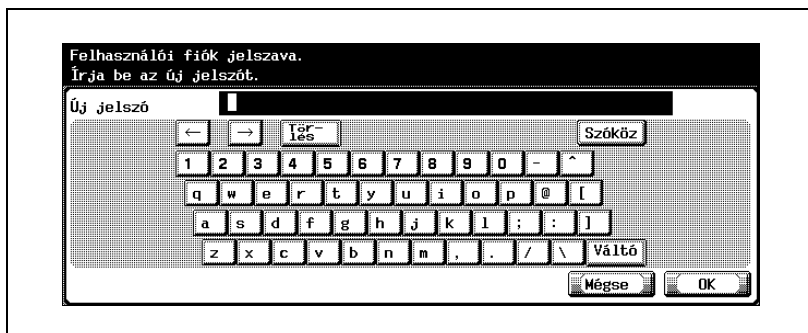 Felhasználói fiók jelszava.
Írja be az új jelszót.
Új jelszó
← → Tör-
lés Szóköz
1 2 3 4 5 6 7 8 9 0 - ^
q w e r t y u i o p @ [
a s d f g h j k l ; : ]
z x c v b n m , . / \ Váltó
Mégse OK